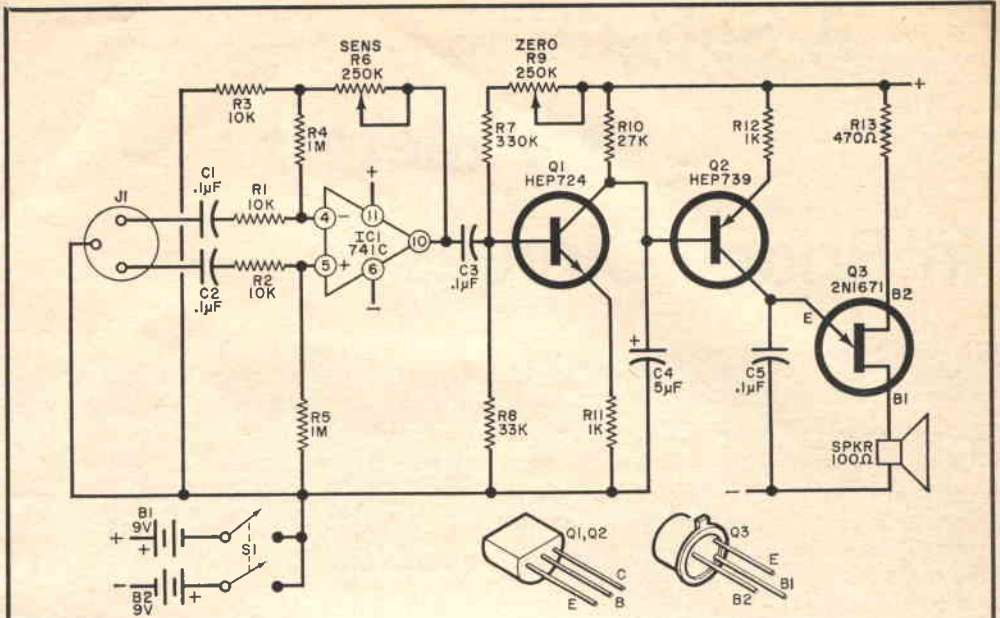 SENS
R6
250K
ZERO
R9
250K
+
R3
10K
R4
1M
R7
330K
R10
27K
R12
1K
R13
470Ω
C1
.1µF
R1
10K
Q1
HEP724
Q2
HEP739
J1
4
-
11
+
IC1
741C
10
5
+
6
-
C2
.1µF
R2
10K
C3
.1µF
Q3
2N1671
B2
E
+
C4
5µF
C5
.1µF
B1
R5
1M
R8
33K
R11
1K
SPKR
100Ω
-
B1
9V
+
+
S1
-
B2
9V
+
Q1,Q2
C
B
E
Q3
E
B1
B2